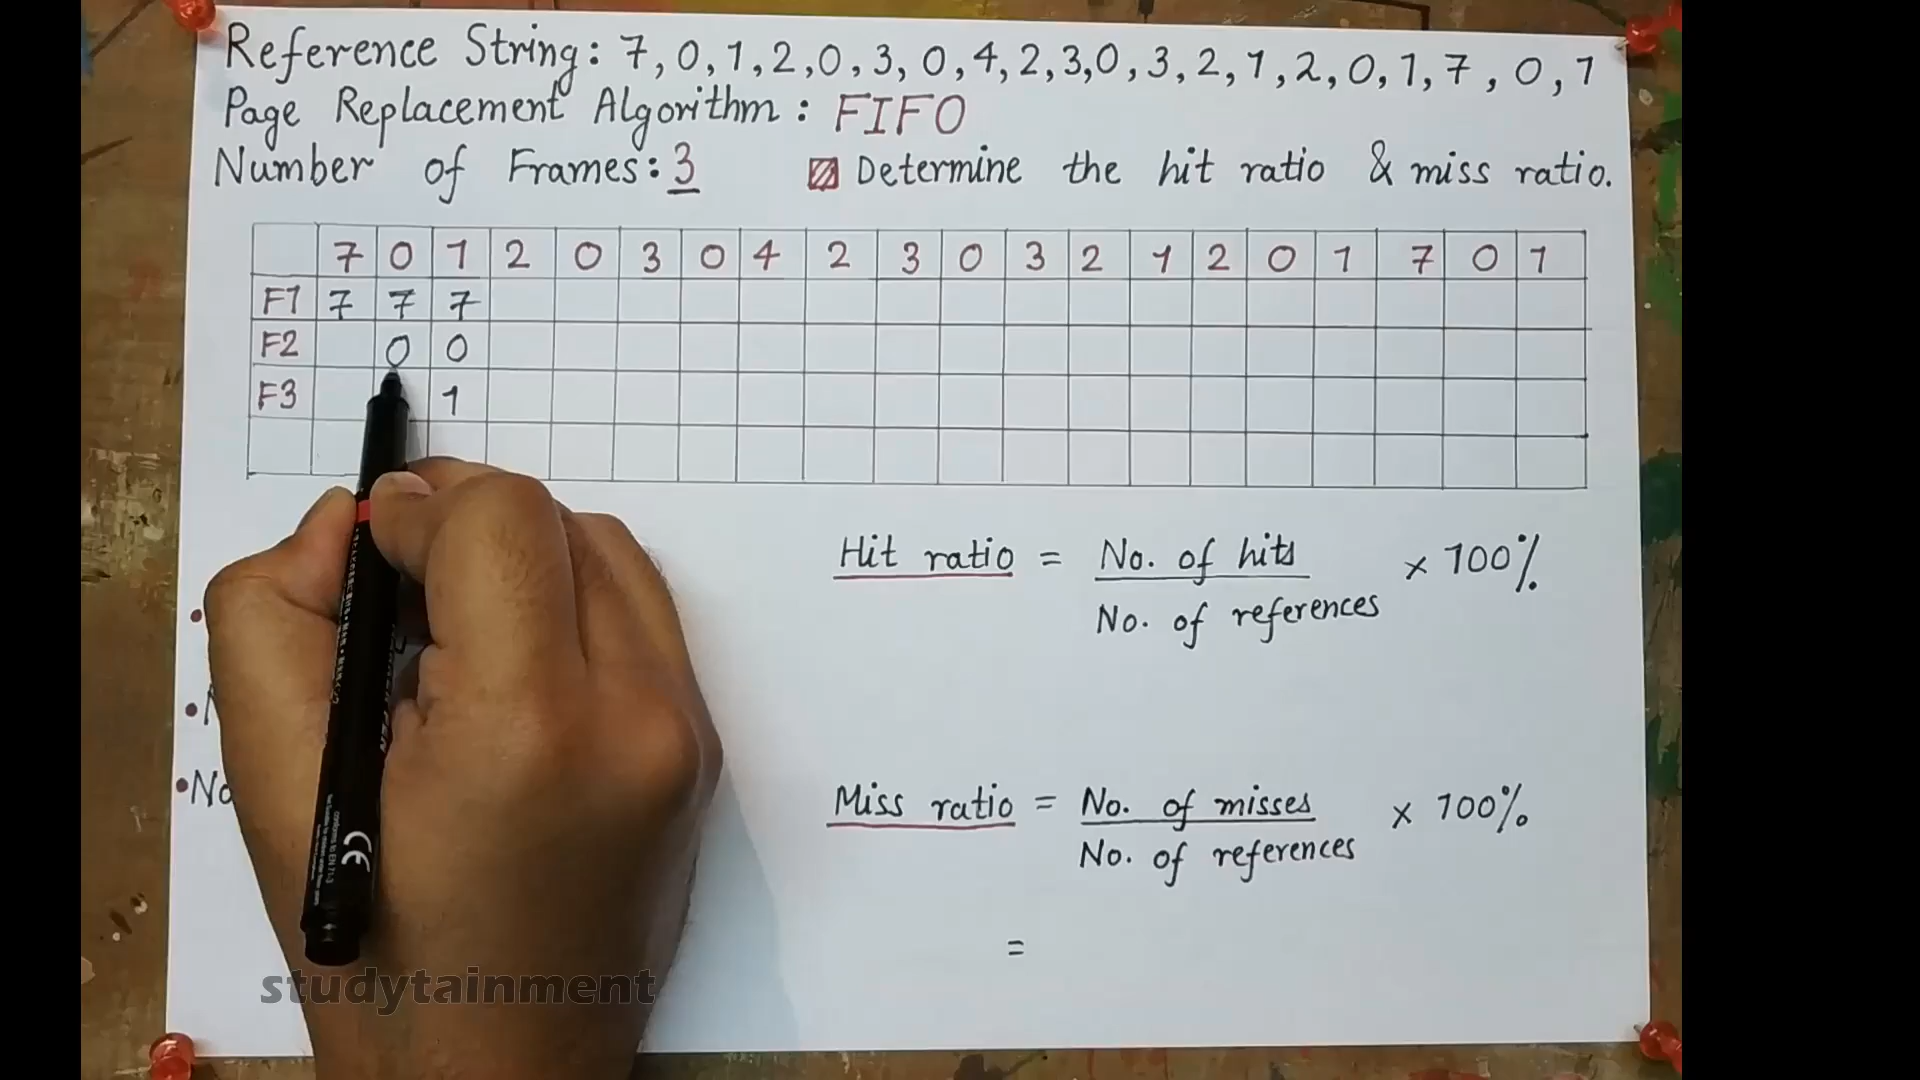 Reference String: 7, 0, 1, 2, 0, 3, 0, 4, 2, 3, 0, 3, 2, 1, 2, 0, 1, 7, 0, 1
Page Replacement Algorithm: FIFO
Number of Frames: 3 Determine the hit ratio & miss ratio.
7 0 1 2 0 3 0 4 2 3 0 3 2 1 2 0 1 7 0 1
F1 7 7 7
F2 0 0
F3 1
Hit ratio = No. of hits × 100%
No. of references
•No
Miss ratio = No. of misses × 100%
No. of references
=
CE
studytainment